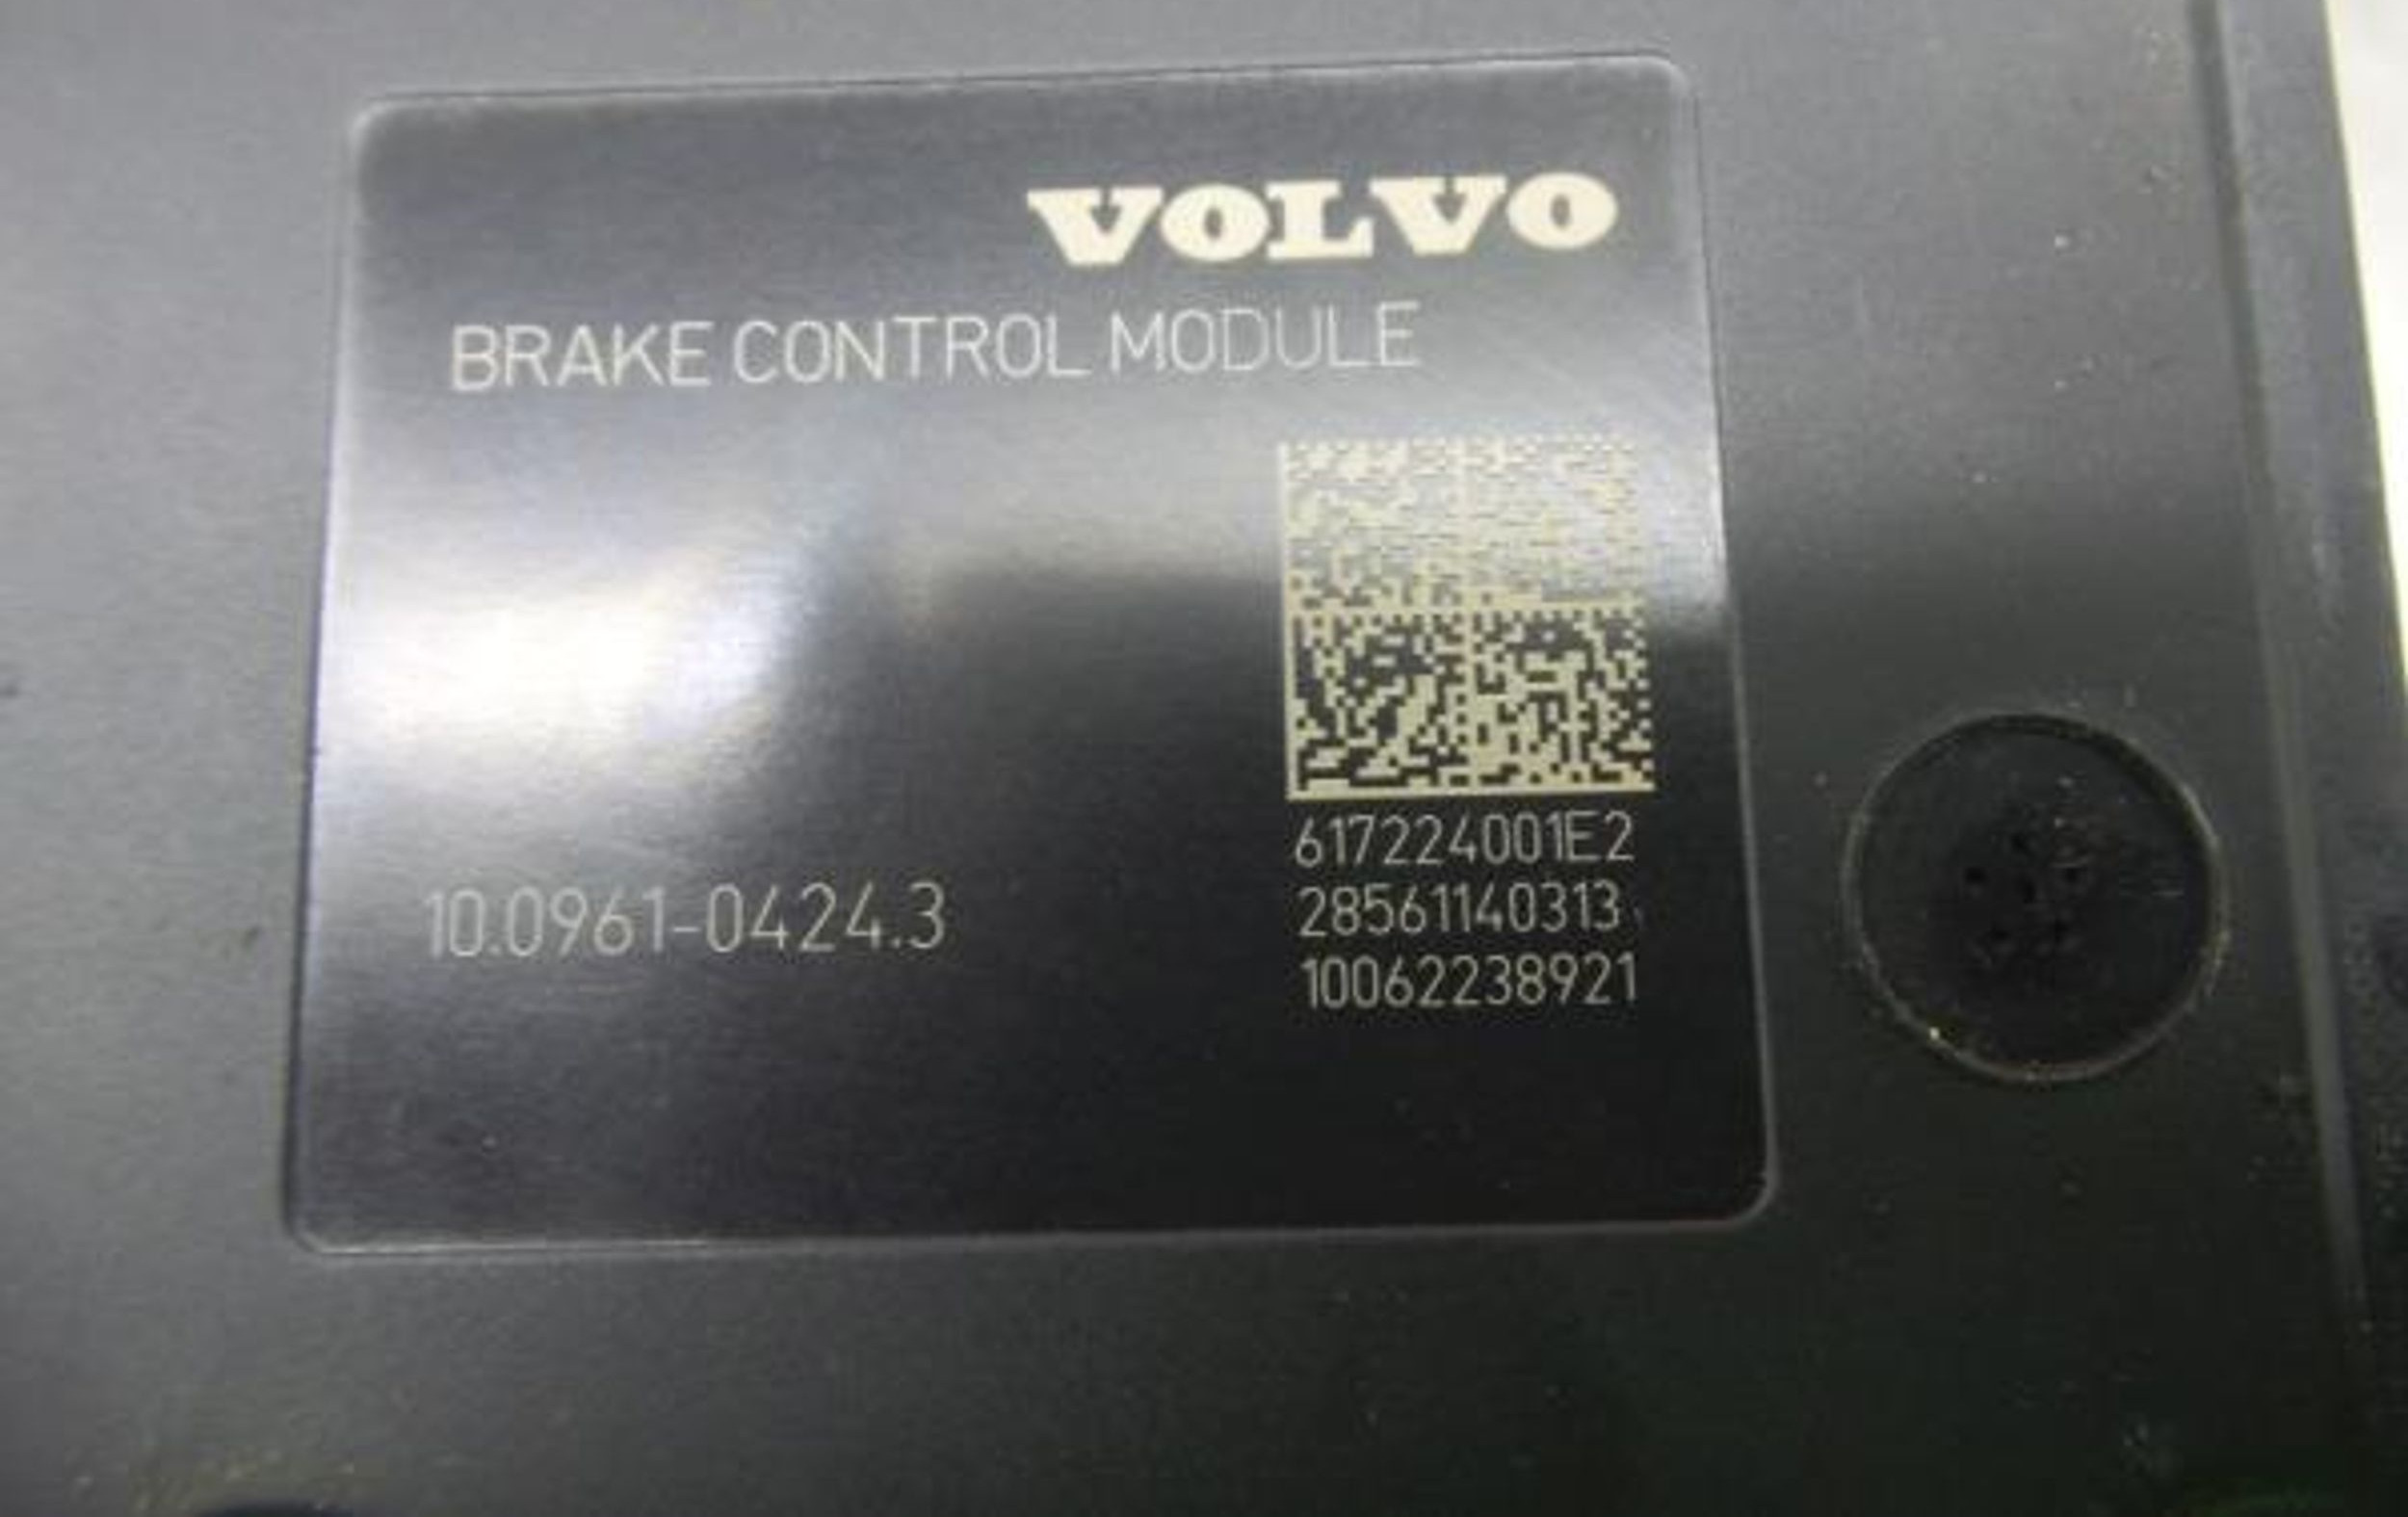 VOLVO
BRAKE CONTROL MODULE
617224001E2
10.0961-0424.3
28561140313
10062238921